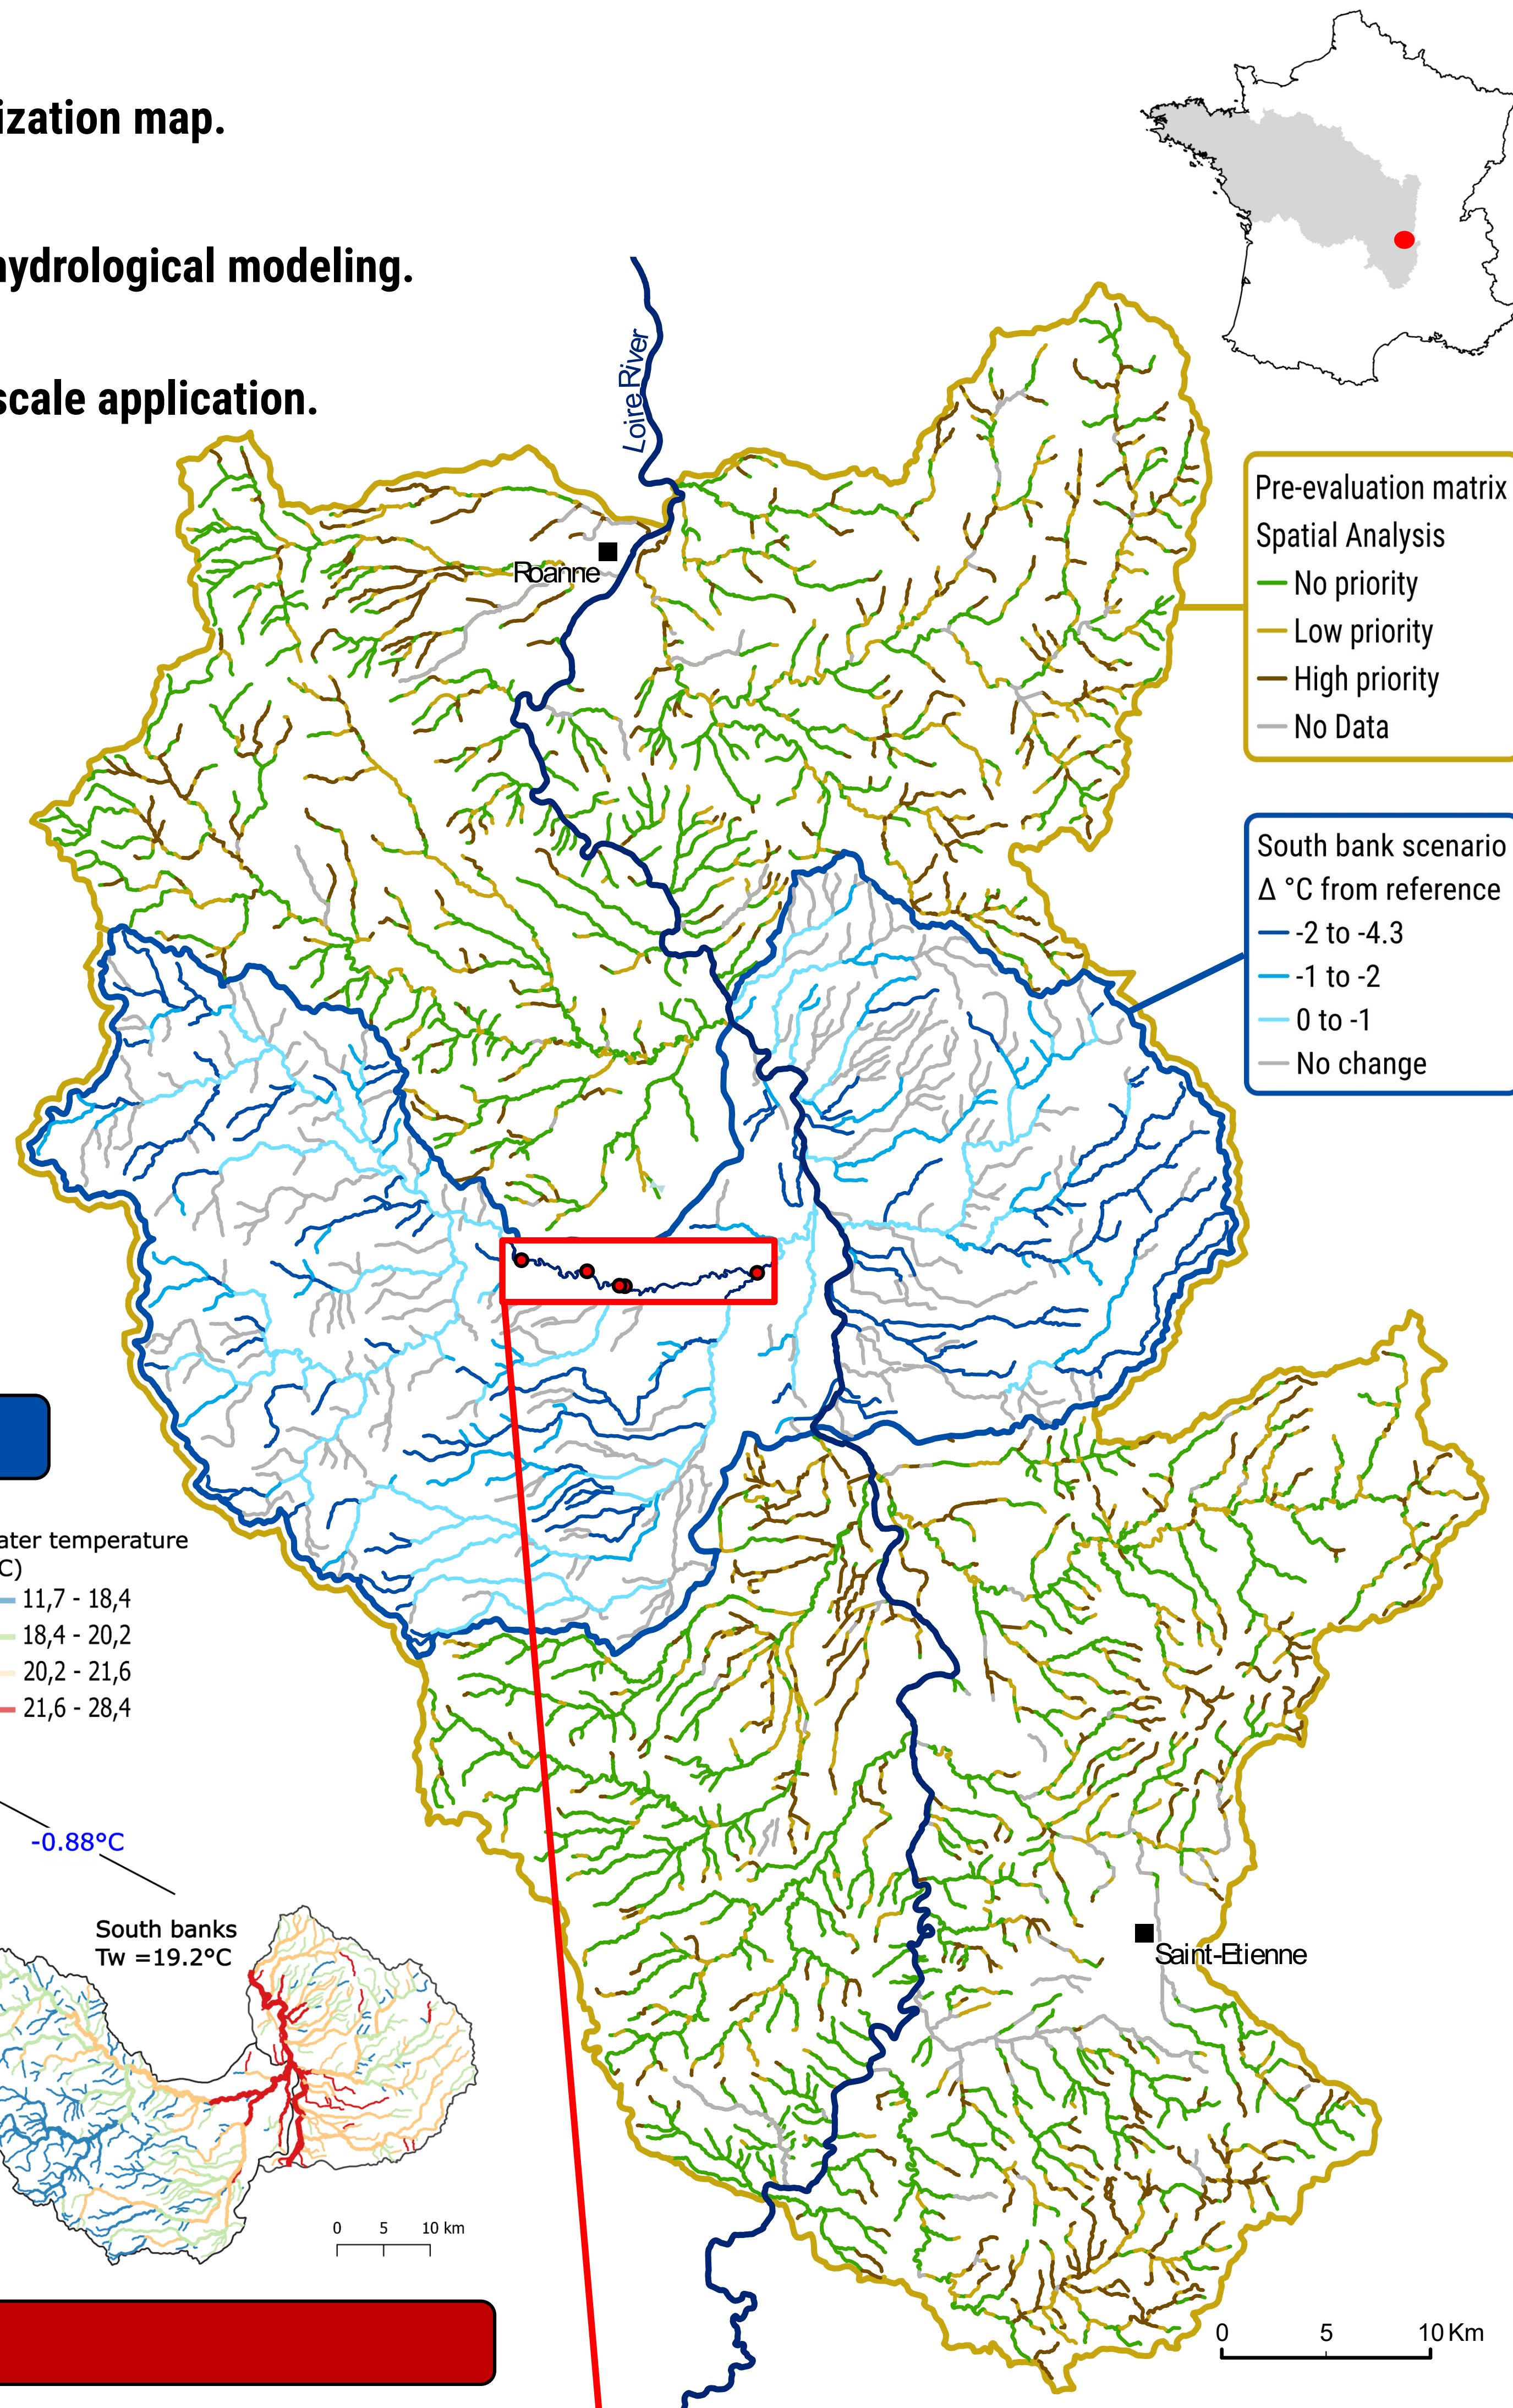 ization map.
hydrological modeling.
scale application.
Loire River
Roanne
Pre-evaluation matrix
Spatial Analysis
No priority
Low priority
High priority
No Data
South bank scenario
Δ °C from reference
-2 to -4.3
-1 to -2
0 to -1
No change
ater temperature
C)
11,7 - 18,4
18,4 - 20,2
20,2 - 21,6
21,6 - 28,4
-0.88°C
South banks
Tw =19.2°C
0 5 10 km
Saint-Etienne
0 5 10 Km